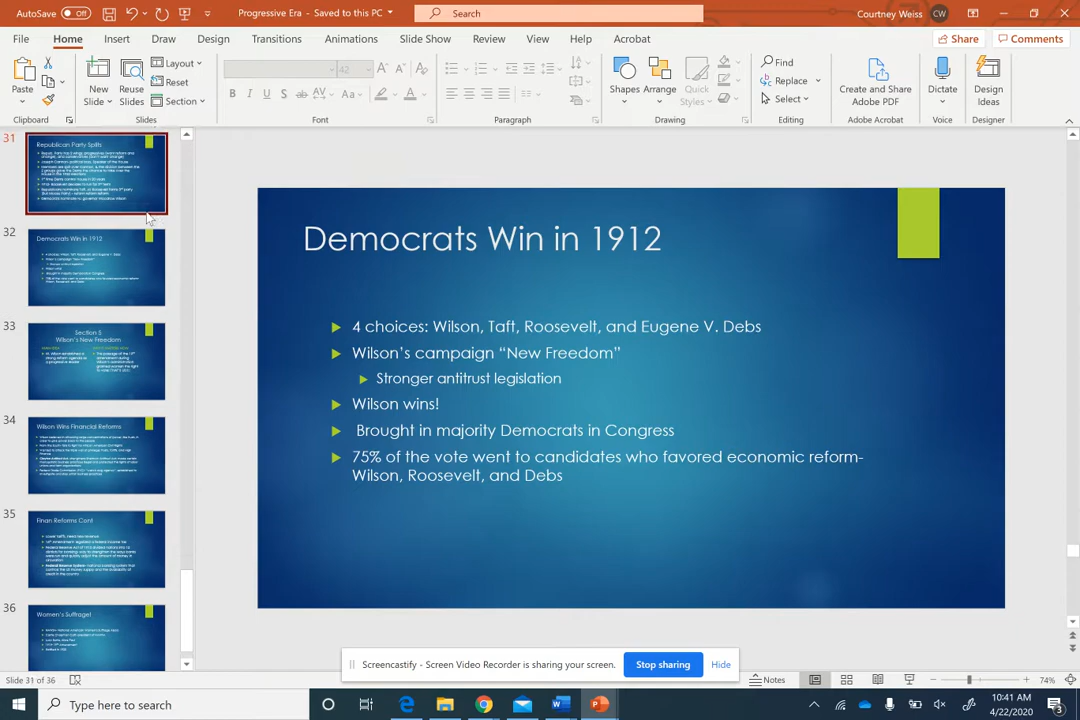 AutoSave Off
Progressive Era - Saved to this PC
Search
Courtney Weiss CW
File Home Insert Draw Design Transitions Animations Slide Show Review View Help Acrobat Share Comments
Paste
New Slides
Reuse Slides
Layout
Reset
Section
42
B I U S ab AV Aa A
Shapes
Arrange
Quick Styles
Find
Replace
Select
Create and Share Adobe PDF
Dictate
Design Ideas
Clipboard Slides Font Paragraph Drawing Editing Adobe Acrobat Voice Designer
31
Republican Party Splits
32
Democrats Win in 1912
33
Section 5
Wilson's New Freedom
34
Wilson Wins Financial Reforms
35
Finan Reforms Cont
36
Women's Suffrage!
Democrats Win in 1912
4 choices: Wilson, Taft, Roosevelt, and Eugene V. Debs
Wilson's campaign "New Freedom"
Stronger antitrust legislation
Wilson wins!
Brought in majority Democrats in Congress
75% of the vote went to candidates who favored economic reform-
Wilson, Roosevelt, and Debs
Screencastify - Screen Video Recorder is sharing your screen. Stop sharing Hide
Slide 31 of 36
Notes
74%
Type here to search
10:41 AM
4/22/2020
3